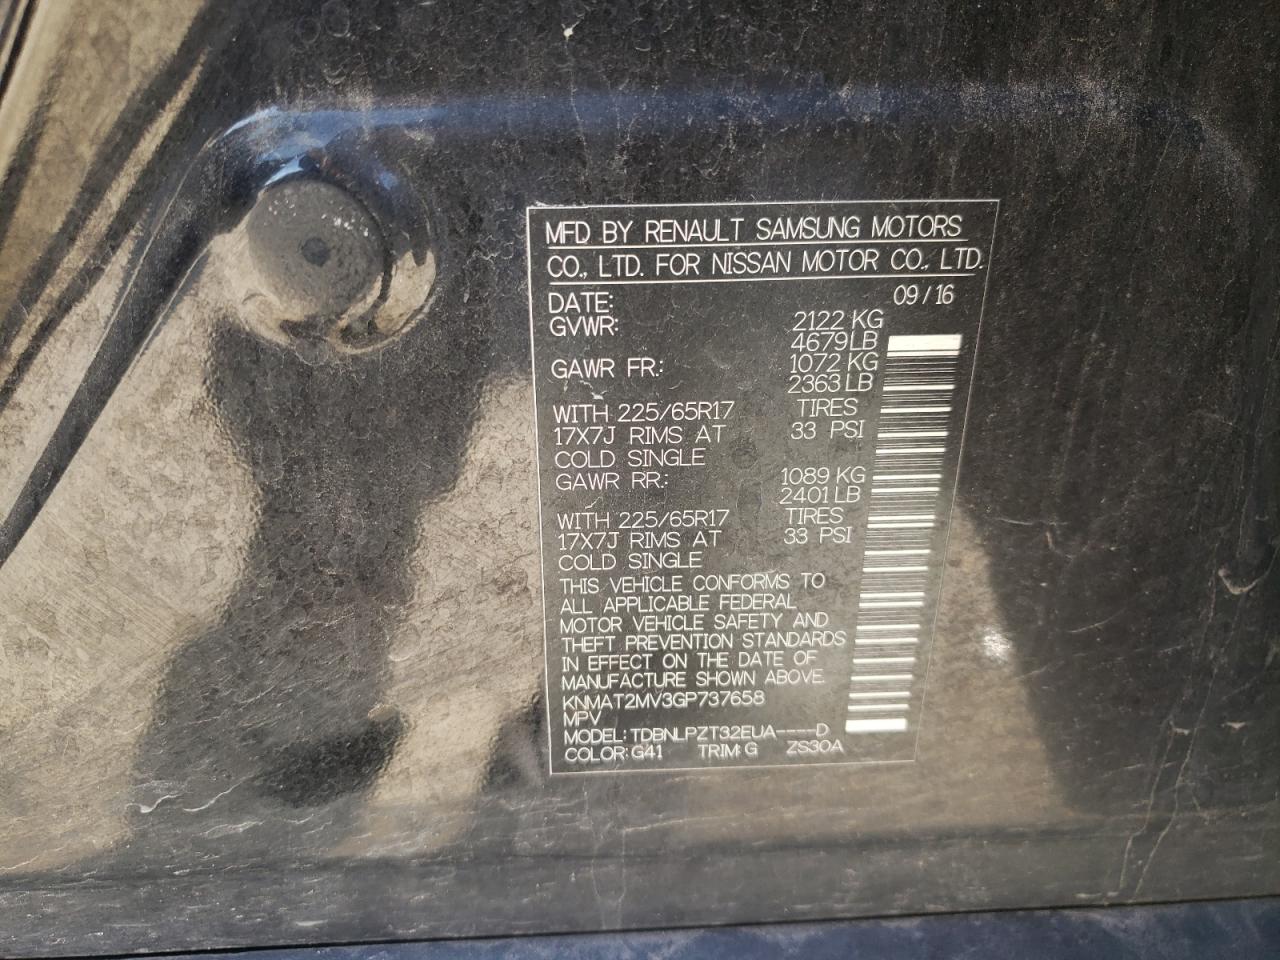 MFD BY RENAULT SAMSUNG MOTORS
CO., LTD. FOR NISSAN MOTOR CO., LTD.
DATE: 09/16
GVWR: 2122 KG
4679 LB
GAWR FR.: 1072 KG
2363 LB
WITH 225/65R17 TIRES
17X7J RIMS AT 33 PSI
COLD SINGLE
GAWR RR.: 1089 KG
2401 LB
WITH 225/65R17 TIRES
17X7J RIMS AT 33 PSI
COLD SINGLE
THIS VEHICLE CONFORMS TO
ALL APPLICABLE FEDERAL
MOTOR VEHICLE SAFETY AND
THEFT PREVENTION STANDARDS
IN EFFECT ON THE DATE OF
MANUFACTURE SHOWN ABOVE.
KNMAT2MV3GP737658
MPV
MODEL: TDBNLPZT32EUA----D
COLOR: G41 TRIM: G ZS30A